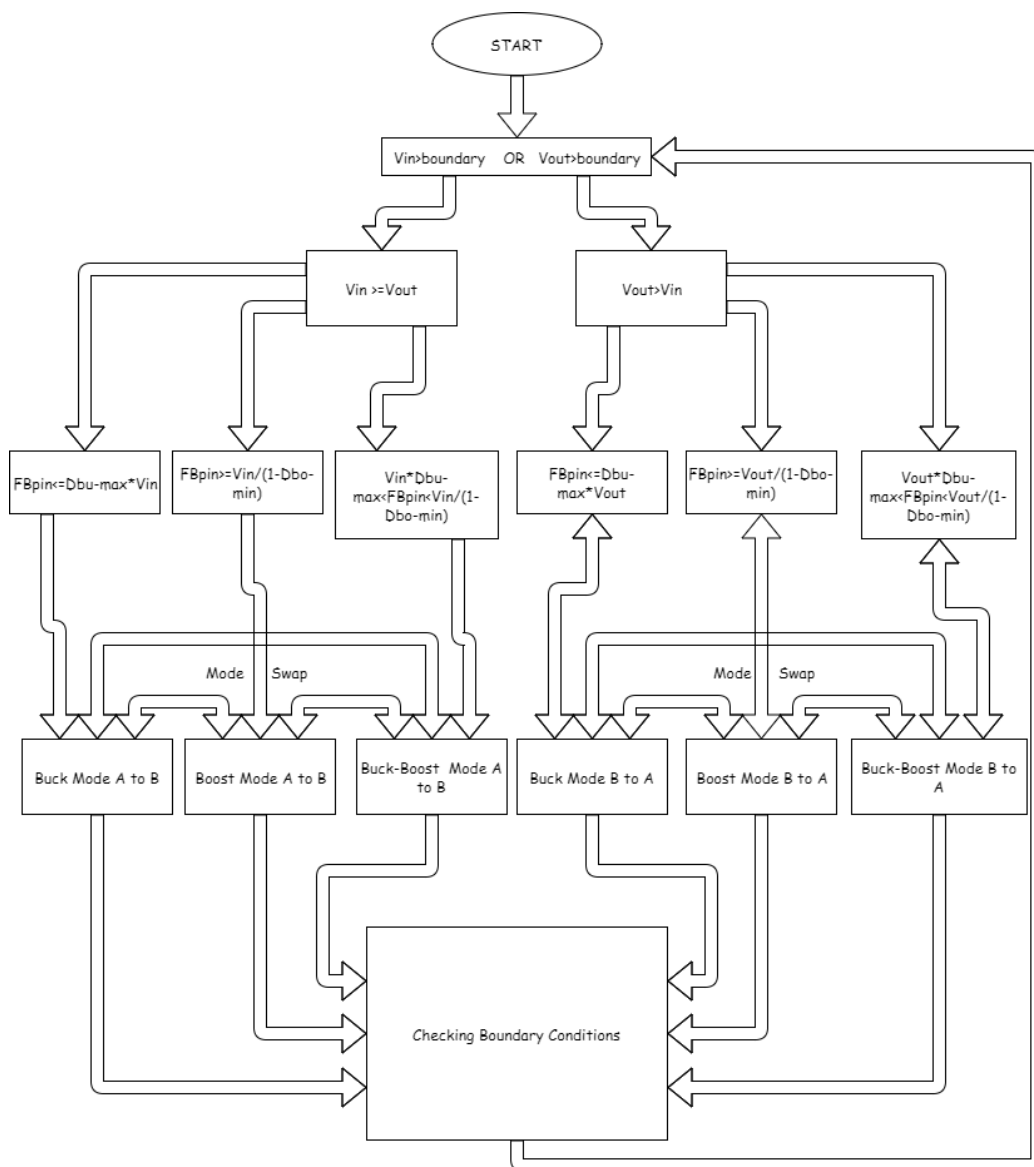 START
Vin>boundary OR Vout>boundary
Vin >=Vout
Vout>Vin
FBpin<=Dbu-max*Vin
FBpin>=Vin/(1-Dbo-
min)
Vin*Dbu-
max<FBpin<Vin/(1-
Dbo-min)
FBpin<=Dbu-
max*Vout
FBpin>=Vout/(1-Dbo-
min)
Vout*Dbu-
max<FBpin<Vout/(1-
Dbo-min)
Mode Swap
Mode Swap
Buck Mode A to B
Boost Mode A to B
Buck-Boost Mode A
to B
Buck Mode B to A
Boost Mode B to A
Buck-Boost Mode B to
A
Checking Boundary Conditions